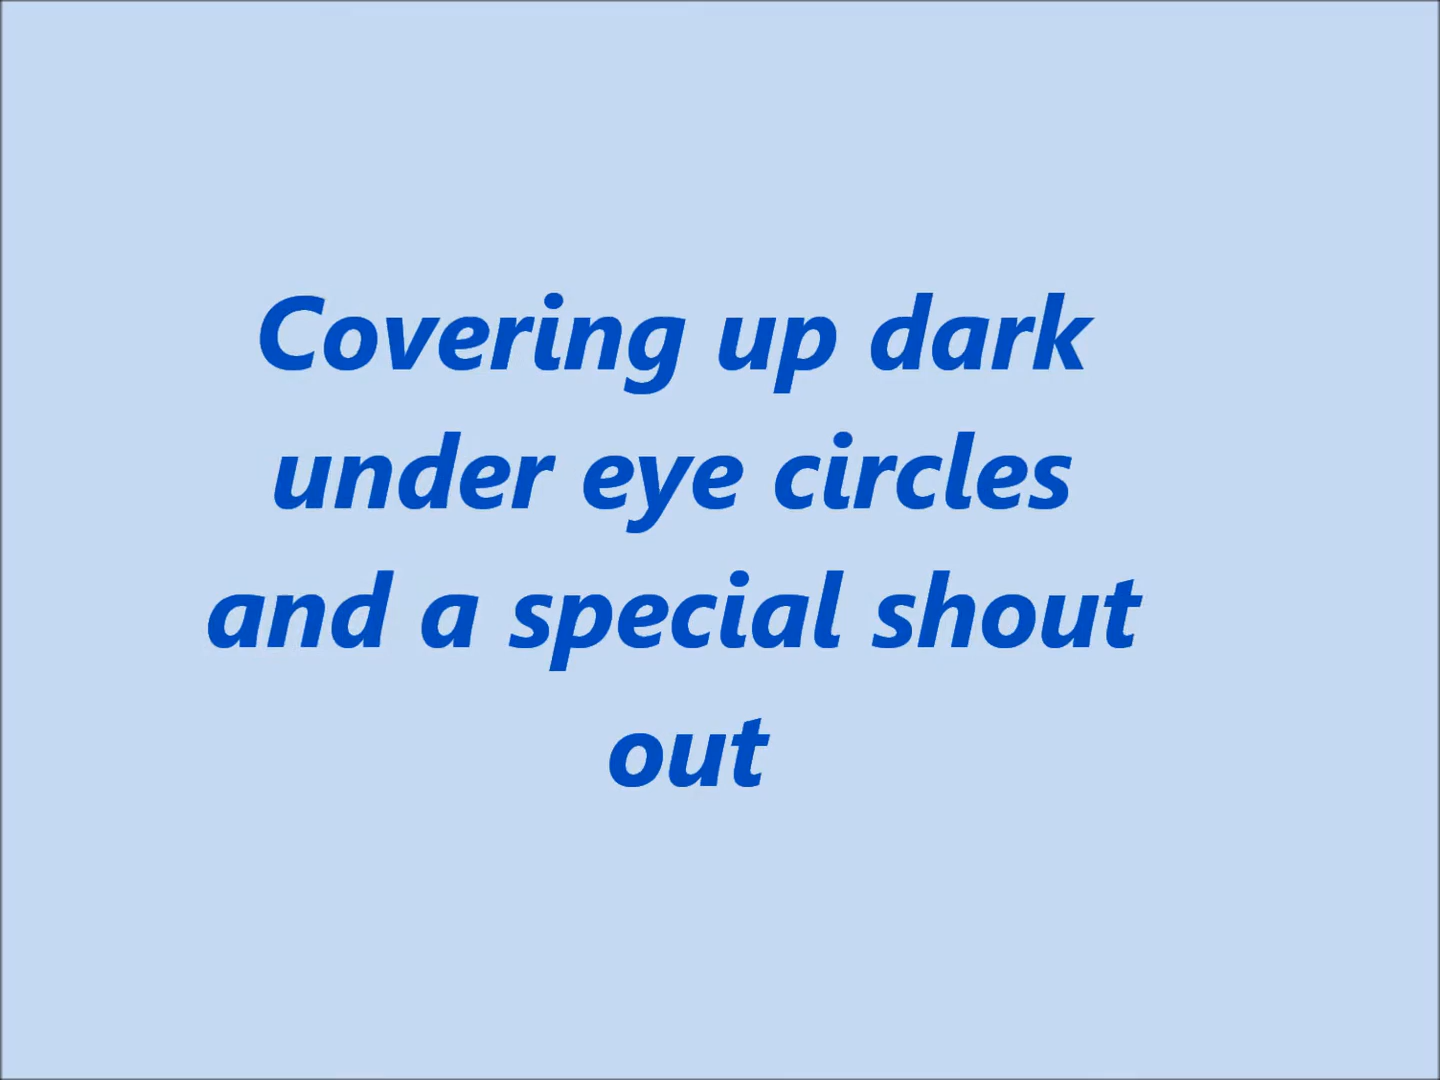 Covering up dark
under eye circles
and a special shout
out